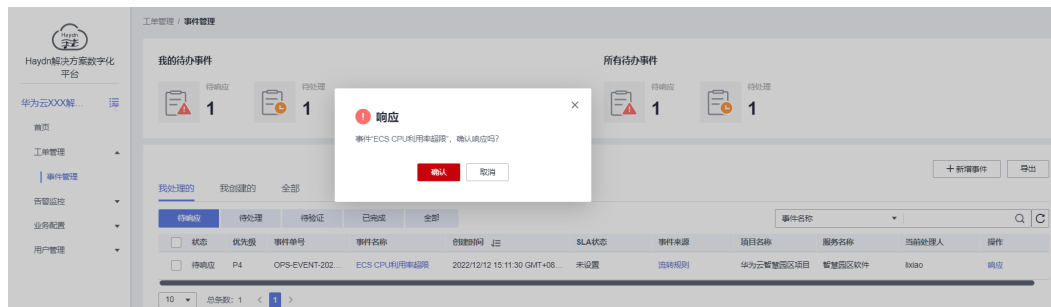 工单管理 / 事件管理
Haydn
Haydn解决方案数字化
平台
华为云XXX解...
首页
工单管理
事件管理
告警监控
业务配置
用户管理
我的待办事件
待响应
1
待处理
1
所有待办事件
待响应
1
待处理
1
响应
事件"ECS CPU利用率超限", 确认响应吗?
确认
取消
新增事件
导出
我处理的
我创建的
全部
待响应
待处理
待验证
已完成
全部
事件名称
状态 优先级 事件单号 事件名称 创建时间 SLA状态 事件来源 项目名称 服务名称 当前处理人 操作
待响应 P4 OPS-EVENT-202... ECS CPU利用率超限 2022/12/12 15:11:30 GMT+08... 未设置 流转规则 华为云智慧园区项目 智慧园区软件 lixiao 响应
10 总条数: 1 < 1 >